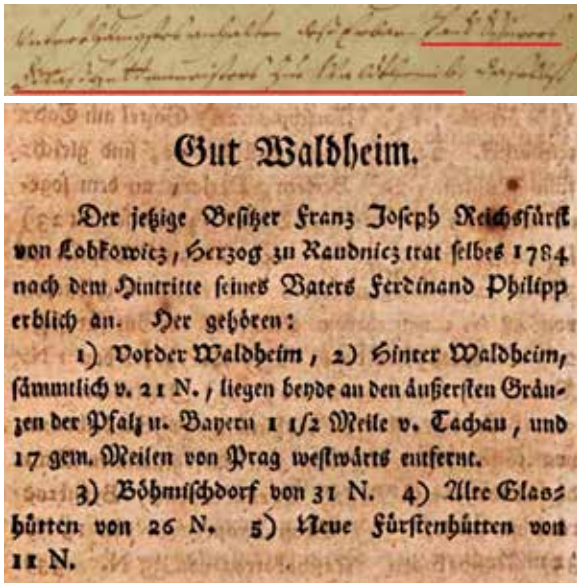 Gut Waldheim.
Der jetzige Besitzer Franz Joseph Reichsfürst
von Lobkowicz, Herzog zu Raudnicz trat selbes 1784
nach dem Hintritte seines Vaters Ferdinand Philipp
erblich an. Her gehören:
1) Vorder Waldheim, 2) Hinter Waldheim,
sämmtlich v. 21 N., liegen beyde an den äußersten Grän-
zen der Pfalz u. Bayern 1 1/2 Meile v. Tachau, und
17 gem. Meilen von Prag westwärts entfernt.
3) Böhmischdorf von 31 N. 4) Alte Glas-
hütten von 26 N. 5) Neue Fürstenhütten von
11 N.